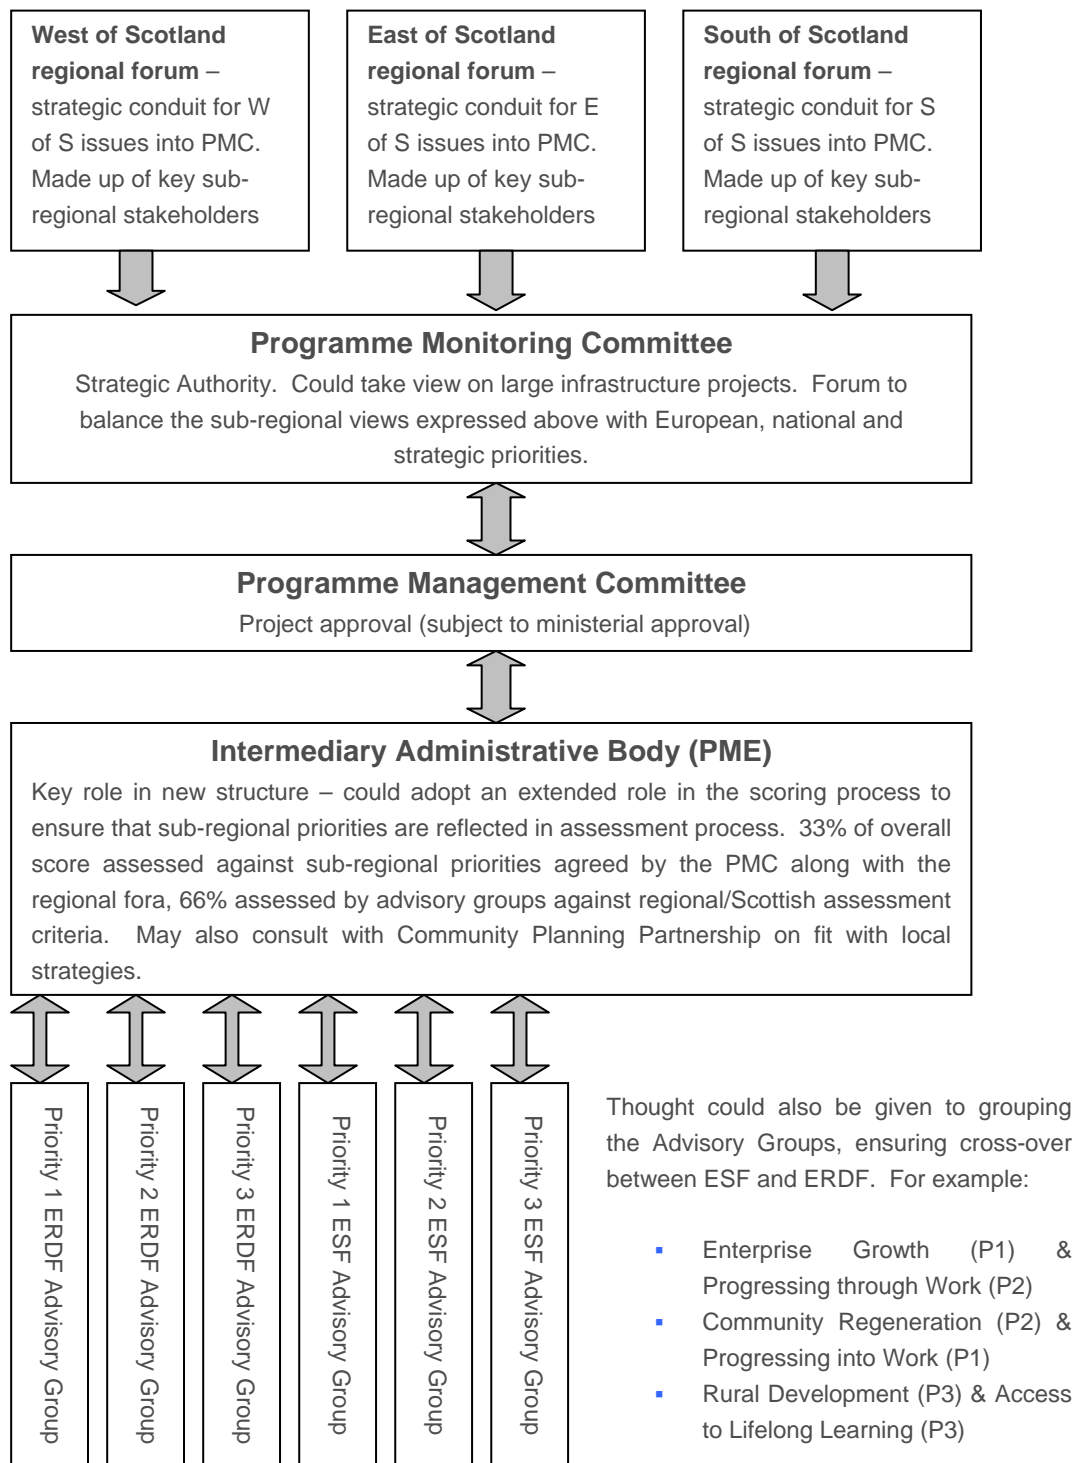 West of Scotland
regional forum –
strategic conduit for W
of S issues into PMC.
Made up of key sub-
regional stakeholders
East of Scotland
regional forum –
strategic conduit for E
of S issues into PMC.
Made up of key sub-
regional stakeholders
South of Scotland
regional forum –
strategic conduit for S
of S issues into PMC.
Made up of key sub-
regional stakeholders
Programme Monitoring Committee
Strategic Authority. Could take view on large infrastructure projects. Forum to
balance the sub-regional views expressed above with European, national and
strategic priorities.
Programme Management Committee
Project approval (subject to ministerial approval)
Intermediary Administrative Body (PME)
Key role in new structure – could adopt an extended role in the scoring process to
ensure that sub-regional priorities are reflected in assessment process. 33% of overall
score assessed against sub-regional priorities agreed by the PMC along with the
regional fora, 66% assessed by advisory groups against regional/Scottish assessment
criteria. May also consult with Community Planning Partnership on fit with local
strategies.
Priority 1 ERDF Advisory Group
Priority 2 ERDF Advisory Group
Priority 3 ERDF Advisory Group
Priority 1 ESF Advisory Group
Priority 2 ESF Advisory Group
Priority 3 ESF Advisory Group
Thought could also be given to grouping
the Advisory Groups, ensuring cross-over
between ESF and ERDF. For example:
▪ Enterprise Growth (P1) &
Progressing through Work (P2)
▪ Community Regeneration (P2) &
Progressing into Work (P1)
▪ Rural Development (P3) & Access
to Lifelong Learning (P3)